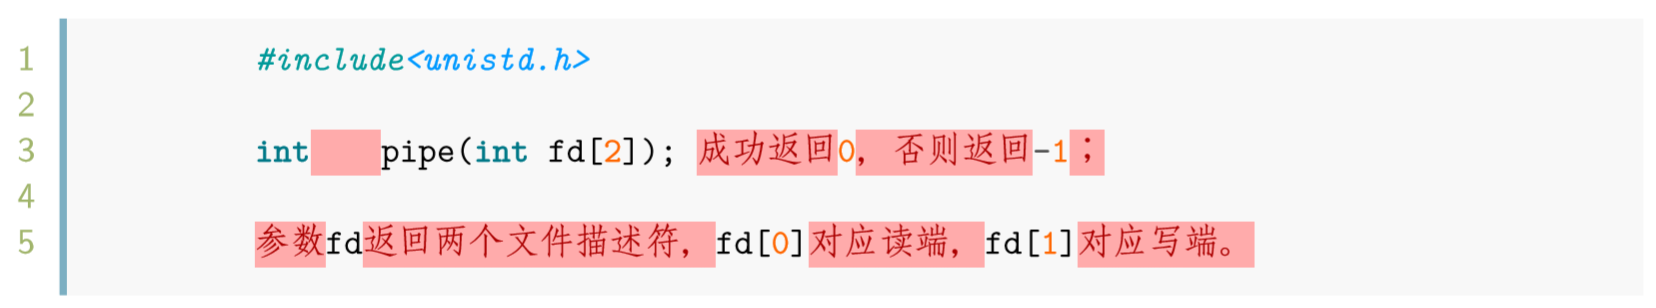 1 #include<unistd.h>
2
3 int  pipe(int fd[2]); 成功返回0，否则返回-1；
4
5 参数fd返回两个文件描述符，fd[0]对应读端，fd[1]对应写端。